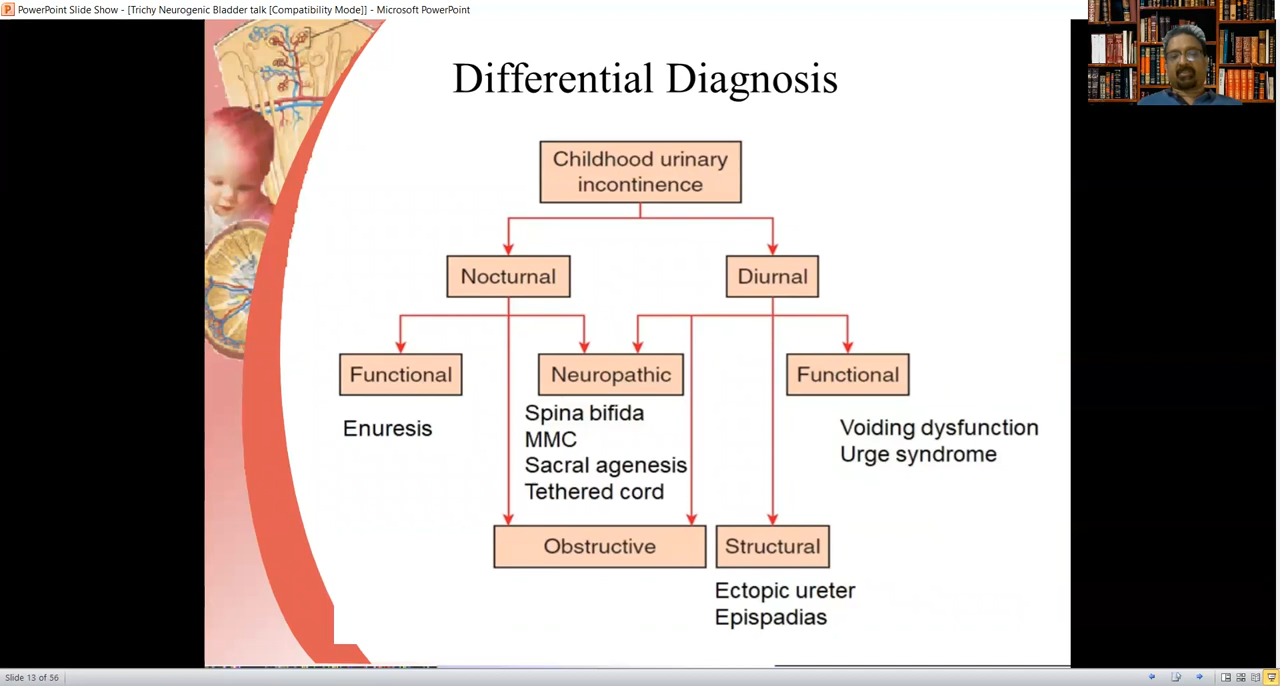 PowerPoint Slide Show - [Trichy Neurogenic Bladder talk [Compatibility Mode]] - Microsoft PowerPoint
Differential Diagnosis
Childhood urinary
incontinence
Nocturnal
Diurnal
Functional
Neuropathic
Functional
Enuresis
Spina bifida
MMC
Sacral agenesis
Tethered cord
Voiding dysfunction
Urge syndrome
Obstructive
Structural
Ectopic ureter
Epispadias
Slide 13 of 56